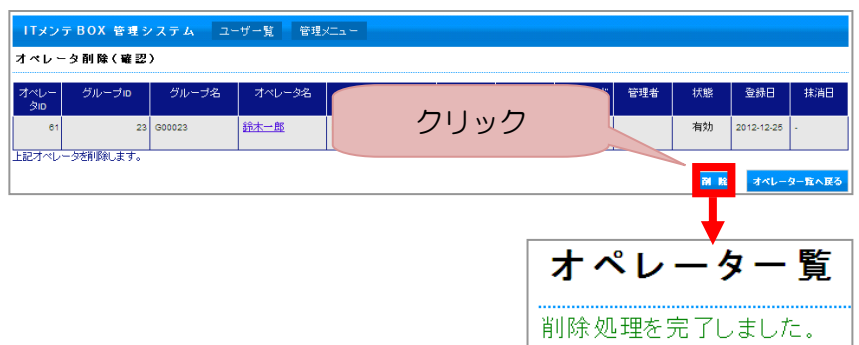 ITメンテBOX 管理システム ユーザ一覧 管理メニュー
オペレータ削除(確認)
オペレータID グループID グループ名 オペレータ名 管理者 状態 登録日 抹消日
61 23 G00023 鈴木一郎 有効 2012-12-25 -
上記オペレータを削除します。
クリック
削 除 オペレータ一覧へ戻る
オペレータ一覧
削除処理を完了しました。